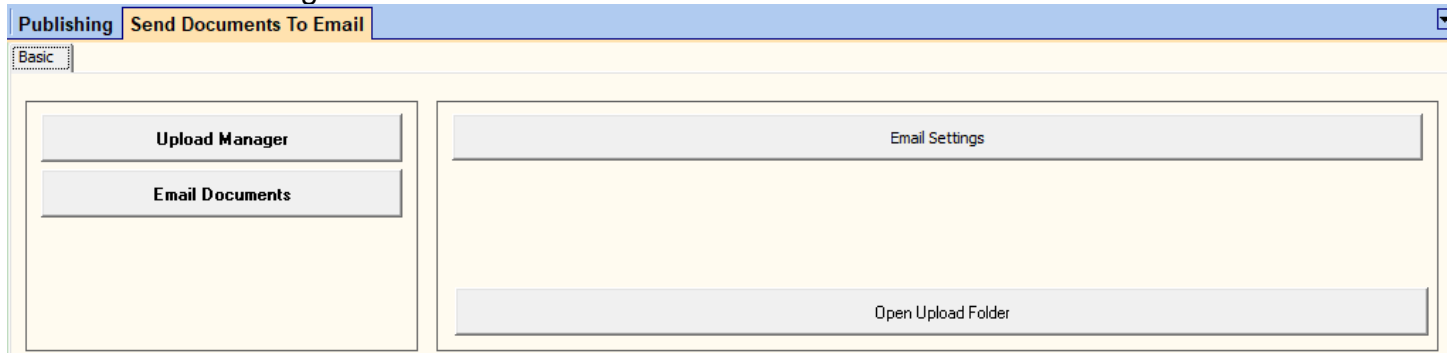 Publishing Send Documents To Email
Basic
Upload Manager
Email Settings
Email Documents
Open Upload Folder